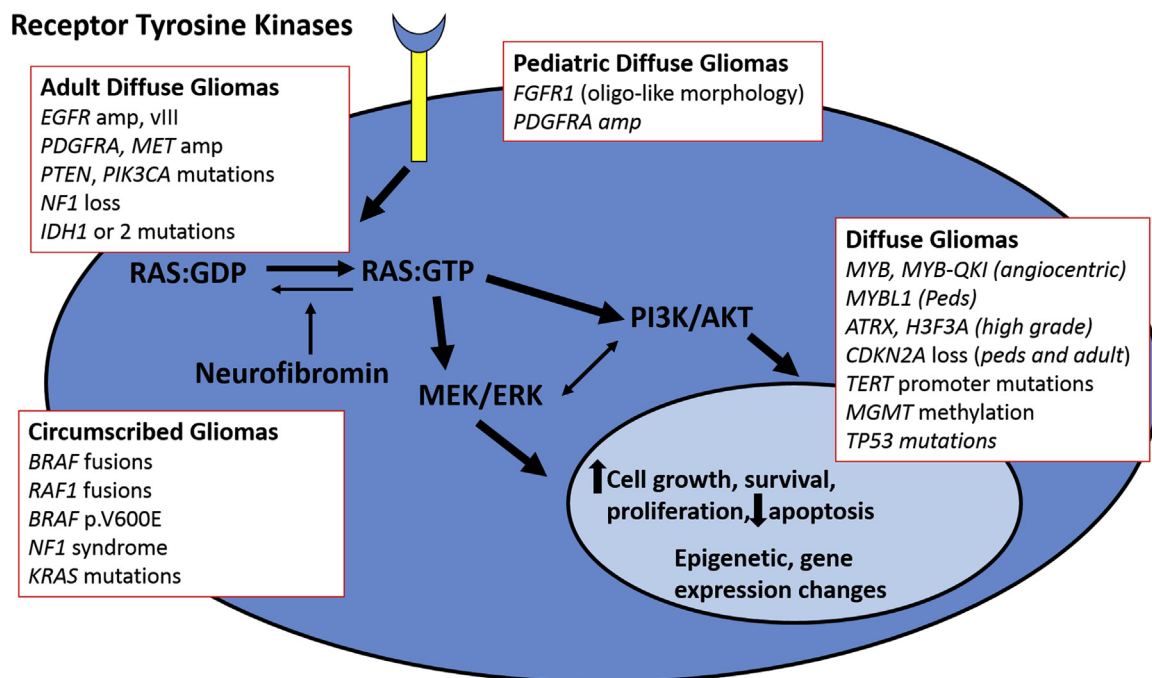 Receptor Tyrosine Kinases
Adult Diffuse Gliomas
EGFR amp, vIII
PDGFRA, MET amp
PTEN, PIK3CA mutations
NF1 loss
IDH1 or 2 mutations
Pediatric Diffuse Gliomas
FGFR1 (oligo-like morphology)
PDGFRA amp
RAS:GDP
RAS:GTP
PI3K/AKT
Neurofibromin
MEK/ERK
Diffuse Gliomas
MYB, MYB-QKI (angiocentric)
MYBL1 (Peds)
ATRX, H3F3A (high grade)
CDKN2A loss (peds and adult)
TERT promoter mutations
MGMT methylation
TP53 mutations
Circumscribed Gliomas
BRAF fusions
RAF1 fusions
BRAF p.V600E
NF1 syndrome
KRAS mutations
Cell growth, survival,
proliferation, apoptosis
Epigenetic, gene
expression changes